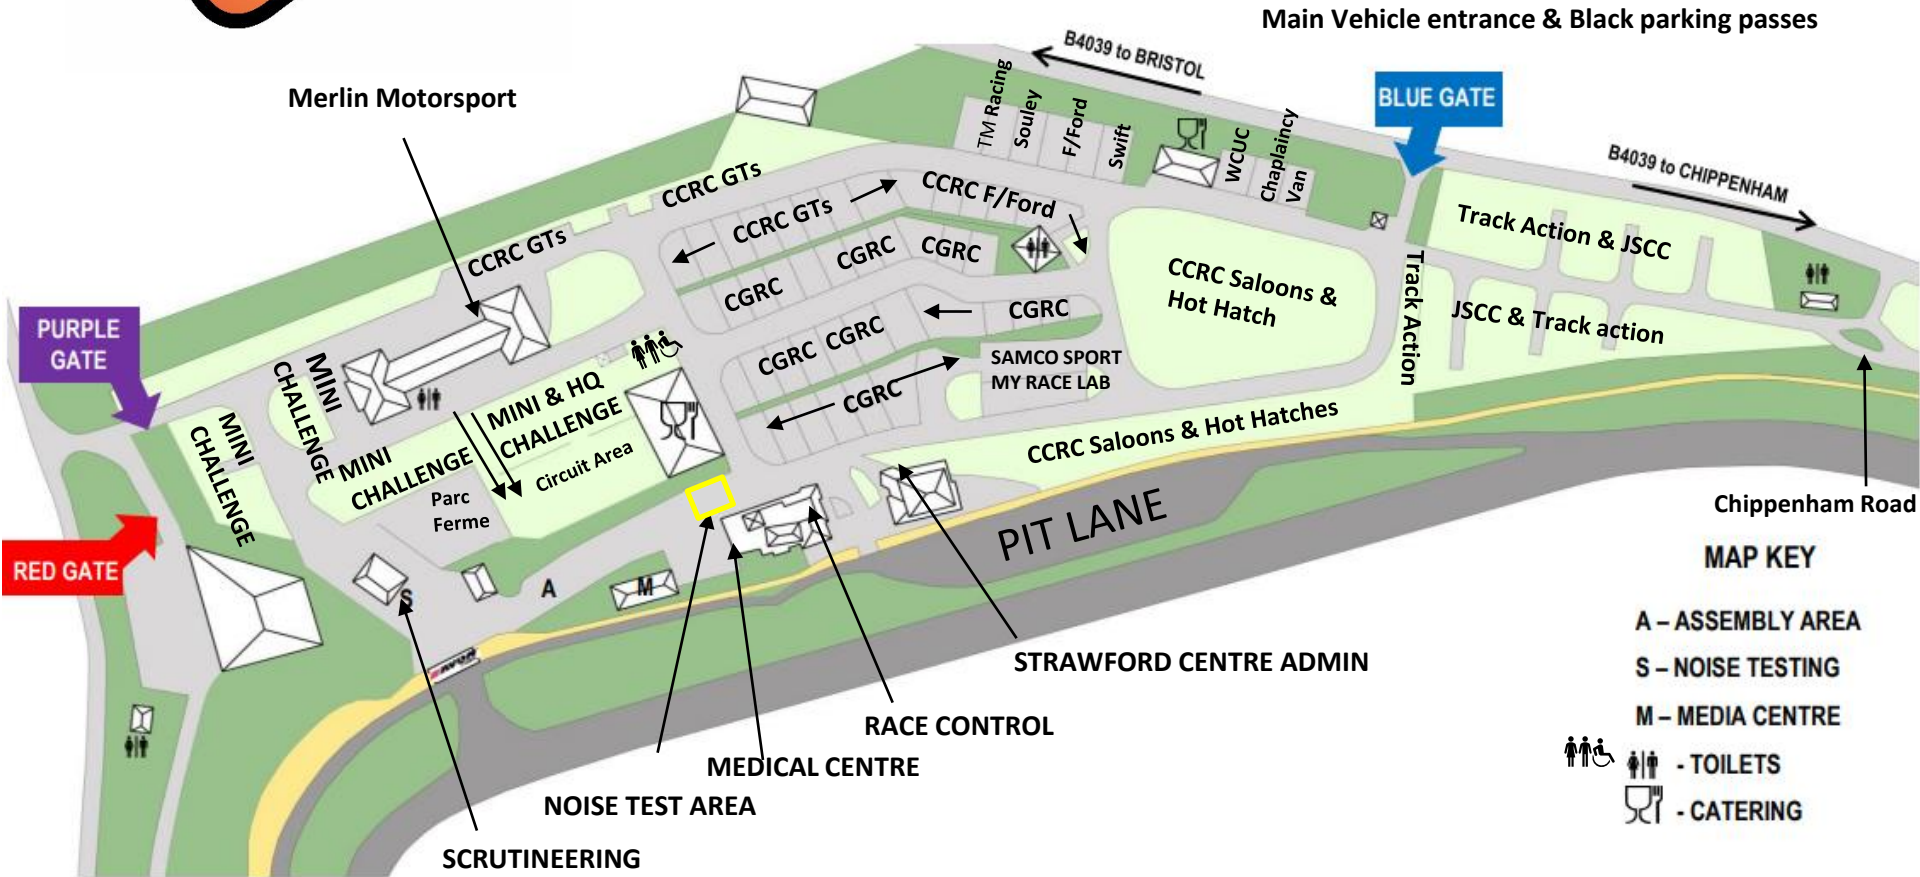 Main Vehicle entrance & Black parking passes
B4039 to BRISTOL
Merlin Motorsport
BLUE GATE
B4039 to CHIPPENHAM
TM Racing
Souley
F/Ford
Swift
WCUC
Chaplaincy
Van
CCRC GTs
CCRC GTs
CCRC GTs
CCRC F/Ford
CGRC
CGRC
CGRC
CGRC
CGRC
CGRC
CGRC
Track Action & JSCC
JSCC & Track action
Track Action
CCRC Saloons &
Hot Hatch
SAMCO SPORT
MY RACE LAB
CCRC Saloons & Hot Hatches
PURPLE
GATE
MINI
CHALLENGE
MINI
CHALLENGE
MINI
CHALLENGE
MINI & HQ
CHALLENGE
Circuit Area
Parc
Ferme
RED GATE
S
A
M
PIT LANE
Chippenham Road
STRAWFORD CENTRE ADMIN
RACE CONTROL
MEDICAL CENTRE
NOISE TEST AREA
SCRUTINEERING
MAP KEY
A – ASSEMBLY AREA
S – NOISE TESTING
M – MEDIA CENTRE
- TOILETS
- CATERING